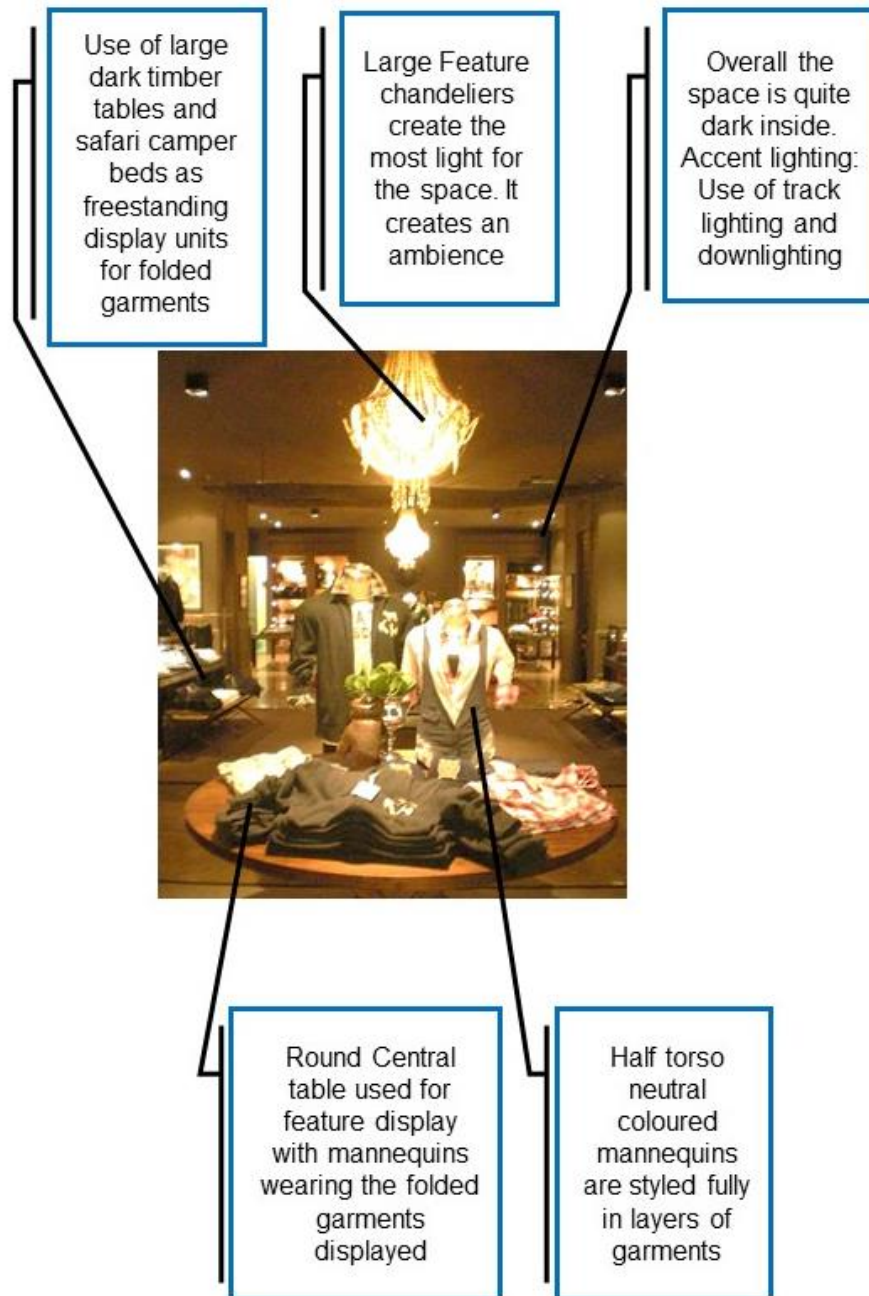 Use of large
dark timber
tables and
safari camper
beds as
freestanding
display units
for folded
garments
Large Feature
chandeliers
create the
most light for
the space. It
creates an
ambience
Overall the
space is quite
dark inside.
Accent lighting:
Use of track
lighting and
downlighting
Round Central
table used for
feature display
with mannequins
wearing the folded
garments
displayed
Half torso
neutral
coloured
mannequins
are styled fully
in layers of
garments